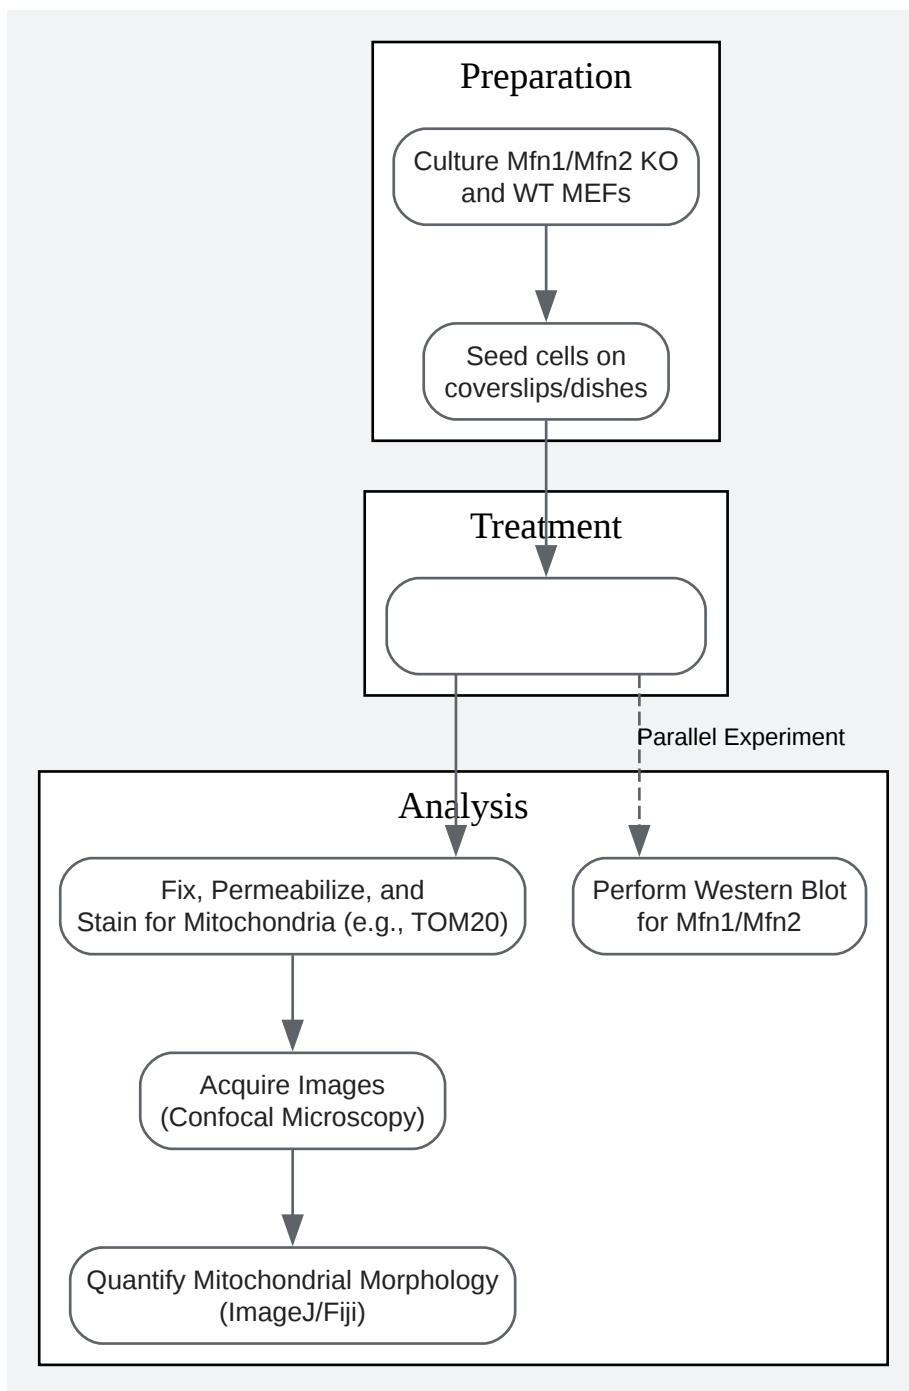 Preparation
Culture Mfn1/Mfn2 KO
and WT MEFs
Seed cells on
coverslips/dishes
Treatment
Parallel Experiment
Analysis
Fix, Permeabilize, and
Stain for Mitochondria (e.g., TOM20)
Perform Western Blot
for Mfn1/Mfn2
Acquire Images
(Confocal Microscopy)
Quantify Mitochondrial Morphology
(ImageJ/Fiji)